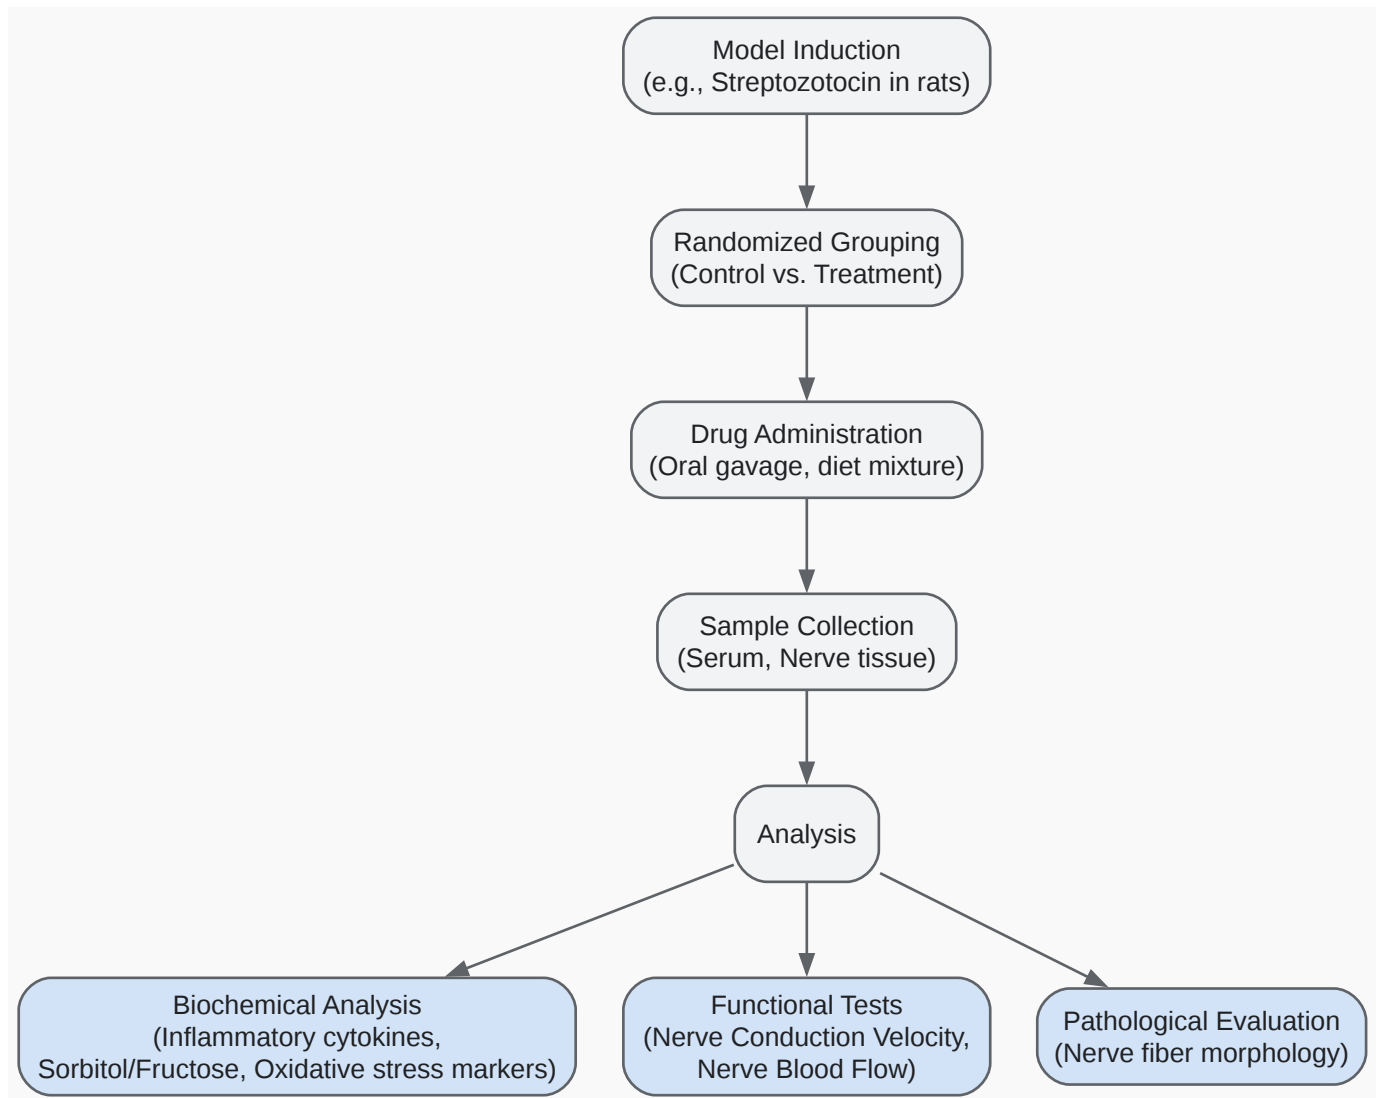 Model Induction
(e.g., Streptozotocin in rats)
Randomized Grouping
(Control vs. Treatment)
Drug Administration
(Oral gavage, diet mixture)
Sample Collection
(Serum, Nerve tissue)
Analysis
Biochemical Analysis
(Inflammatory cytokines,
Sorbitol/Fructose, Oxidative stress markers)
Functional Tests
(Nerve Conduction Velocity,
Nerve Blood Flow)
Pathological Evaluation
(Nerve fiber morphology)